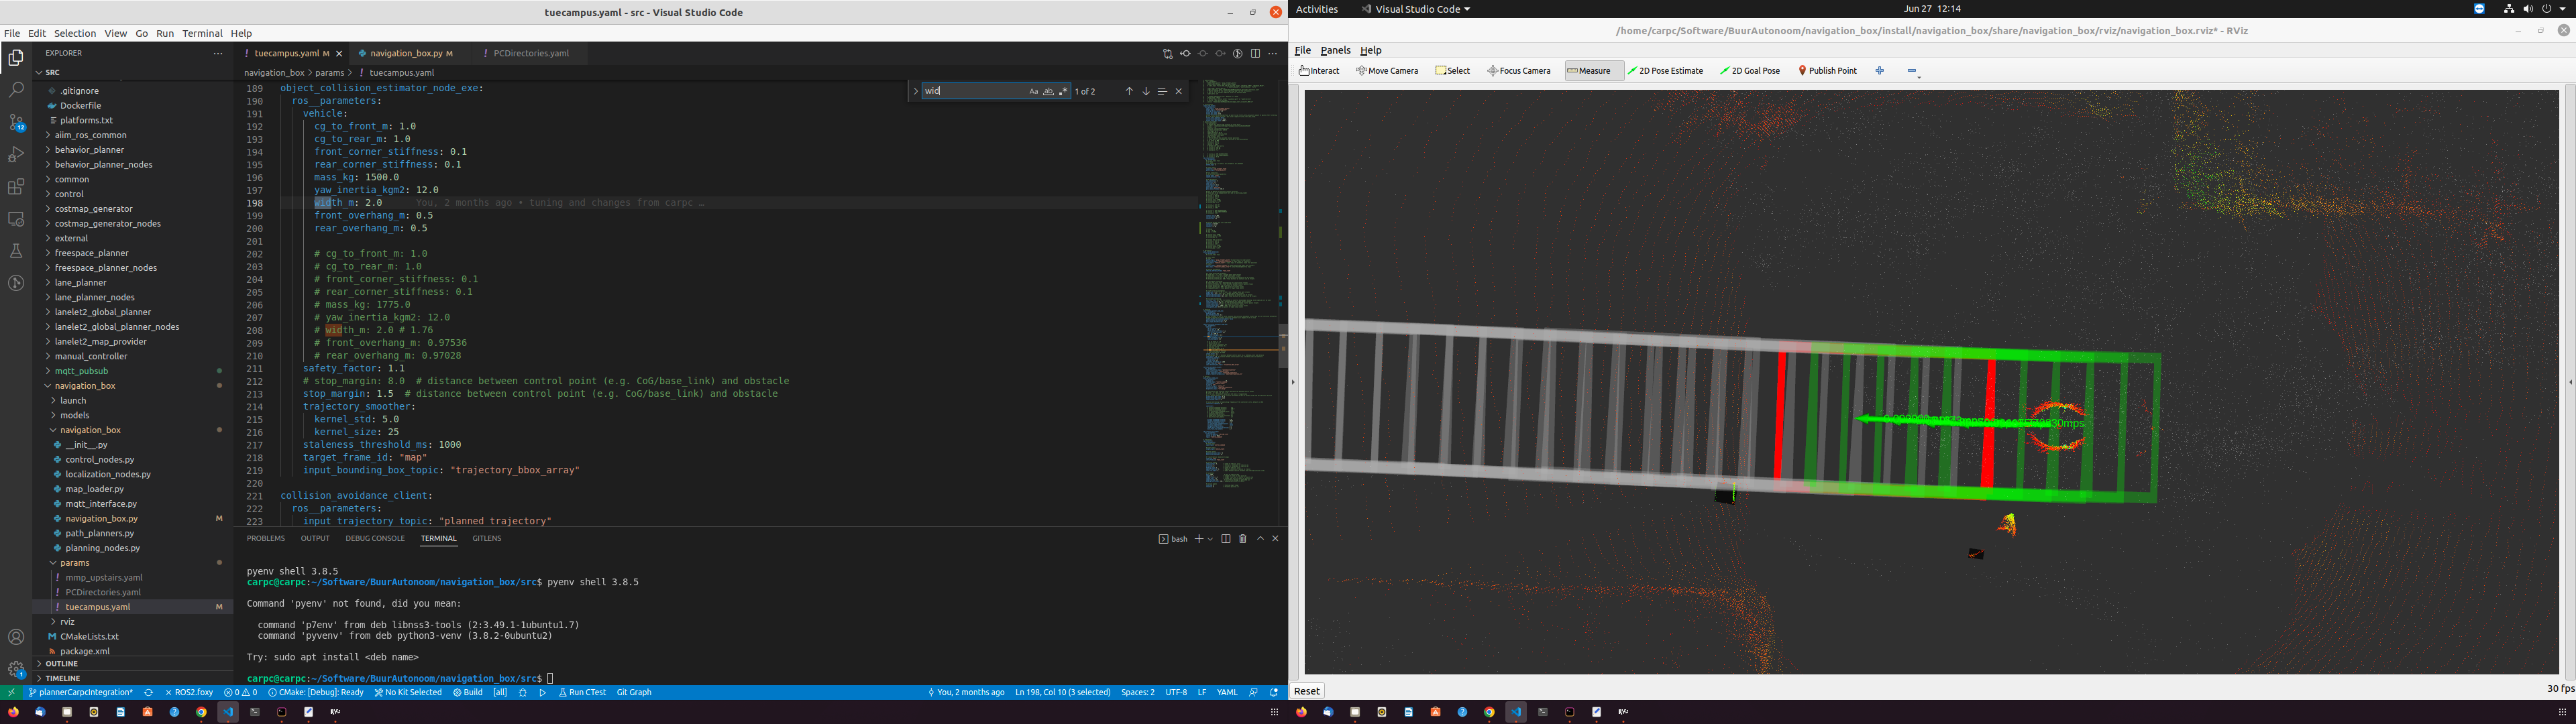 tuecampus.yaml - src - Visual Studio Code
File Edit Selection View Go Run Terminal Help
EXPLORER
SRC
.gitignore
Dockerfile
platforms.txt
aiim_ros_common
behavior_planner
behavior_planner_nodes
common
control
costmap_generator
costmap_generator_nodes
external
freespace_planner
freespace_planner_nodes
lane_planner
lane_planner_nodes
lanelet2_global_planner
lanelet2_global_planner_nodes
lanelet2_map_provider
manual_controller
mqtt_pubsub
navigation_box
launch
models
navigation_box
__init__.py
control_nodes.py
localization_nodes.py
map_loader.py
mqtt_interface.py
navigation_box.py M
path_planners.py
planning_nodes.py
params
mmp_upstairs.yaml
PCDirectories.yaml
tuecampus.yaml M
rviz
CMakeLists.txt
package.xml
OUTLINE
TIMELINE
12
1
! tuecampus.yaml M navigation_box.py M ! PCDirectories.yaml
navigation_box > params > ! tuecampus.yaml
wid Aa ab 1 of 2
189 object_collision_estimator_node_exe:
190 ros__parameters:
191 vehicle:
192 cg_to_front_m: 1.0
193 cg_to_rear_m: 1.0
194 front_corner_stiffness: 0.1
195 rear_corner_stiffness: 0.1
196 mass_kg: 1500.0
197 yaw_inertia_kgm2: 12.0
198 width_m: 2.0 You, 2 months ago • tuning and changes from carpc …
199 front_overhang_m: 0.5
200 rear_overhang_m: 0.5
201
202 # cg_to_front_m: 1.0
203 # cg_to_rear_m: 1.0
204 # front_corner_stiffness: 0.1
205 # rear_corner_stiffness: 0.1
206 # mass_kg: 1775.0
207 # yaw_inertia_kgm2: 12.0
208 # width_m: 2.0 # 1.76
209 # front_overhang_m: 0.97536
210 # rear_overhang_m: 0.97028
211 safety_factor: 1.1
212 # stop_margin: 8.0 # distance between control point (e.g. CoG/base_link) and obstacle
213 stop_margin: 1.5 # distance between control point (e.g. CoG/base_link) and obstacle
214 trajectory_smoother:
215 kernel_std: 5.0
216 kernel_size: 25
217 staleness_threshold_ms: 1000
218 target_frame_id: "map"
219 input_bounding_box_topic: "trajectory_bbox_array"
220
221 collision_avoidance_client:
222 ros__parameters:
223 input_trajectory_topic: "planned_trajectory"
PROBLEMS OUTPUT DEBUG CONSOLE TERMINAL GITLENS
bash
pyenv shell 3.8.5
carpc@carpc:~/Software/BuurAutonoom/navigation_box/src$ pyenv shell 3.8.5
Command 'pyenv' not found, did you mean:
command 'p7env' from deb libnss3-tools (2:3.49.1-1ubuntu1.7)
command 'pyvenv' from deb python3-venv (3.8.2-0ubuntu2)
Try: sudo apt install <deb name>
carpc@carpc:~/Software/BuurAutonoom/navigation_box/src$
plannerCarpcIntegration* ROS2.foxy 0 0 CMake: [Debug]: Ready No Kit Selected Build [all] Run CTest Git Graph You, 2 months ago Ln 198, Col 10 (3 selected) Spaces: 2 UTF-8 LF YAML
Activities Visual Studio Code Jun 27 12:14
/home/carpc/Software/BuurAutonoom/navigation_box/install/navigation_box/share/navigation_box/rviz/navigation_box.rviz* - RViz
File Panels Help
Interact Move Camera Select Focus Camera Measure 2D Pose Estimate 2D Goal Pose Publish Point
Reset
30 fps
RViz
RViz